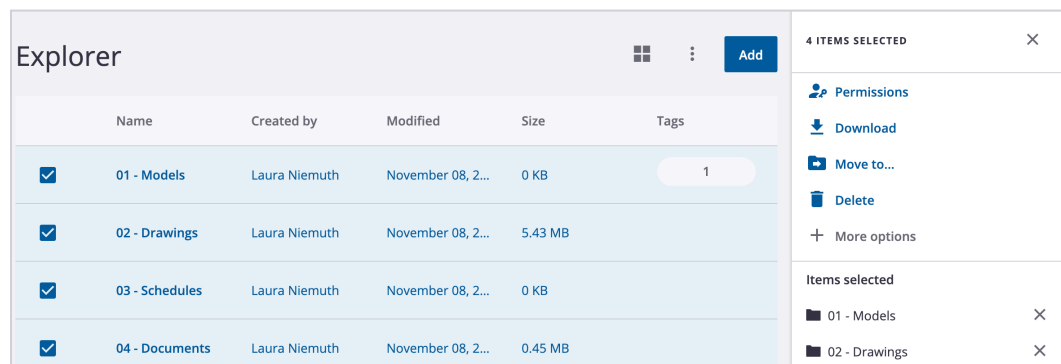 Explorer
Add
Name Created by Modified Size Tags
01 - Models Laura Niemuth November 08, 2... 0 KB 1
02 - Drawings Laura Niemuth November 08, 2... 5.43 MB
03 - Schedules Laura Niemuth November 08, 2... 0 KB
04 - Documents Laura Niemuth November 08, 2... 0.45 MB
4 ITEMS SELECTED
Permissions
Download
Move to...
Delete
More options
Items selected
01 - Models
02 - Drawings